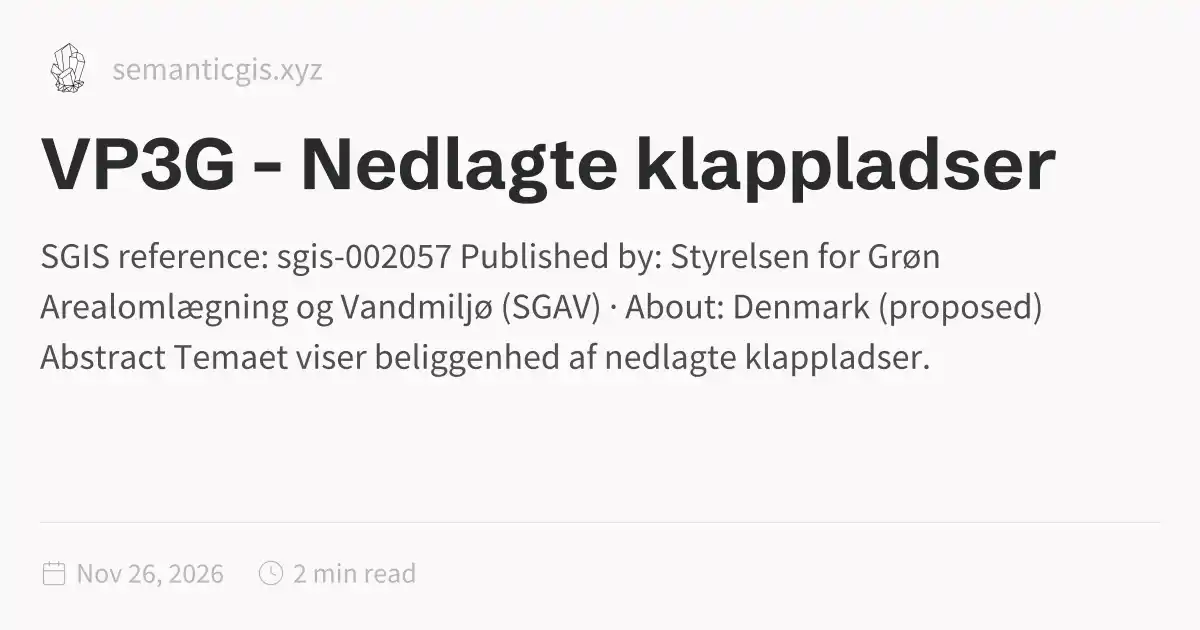 semanticgis.xyz
VP3G - Nedlagte klappladser
SGIS reference: sgis-002057 Published by: Styrelsen for Grøn
Arealomlægning og Vandmiljø (SGAV) · About: Denmark (proposed)
Abstract Temaet viser beliggenhed af nedlagte klappladser.
Nov 26, 2026 2 min read